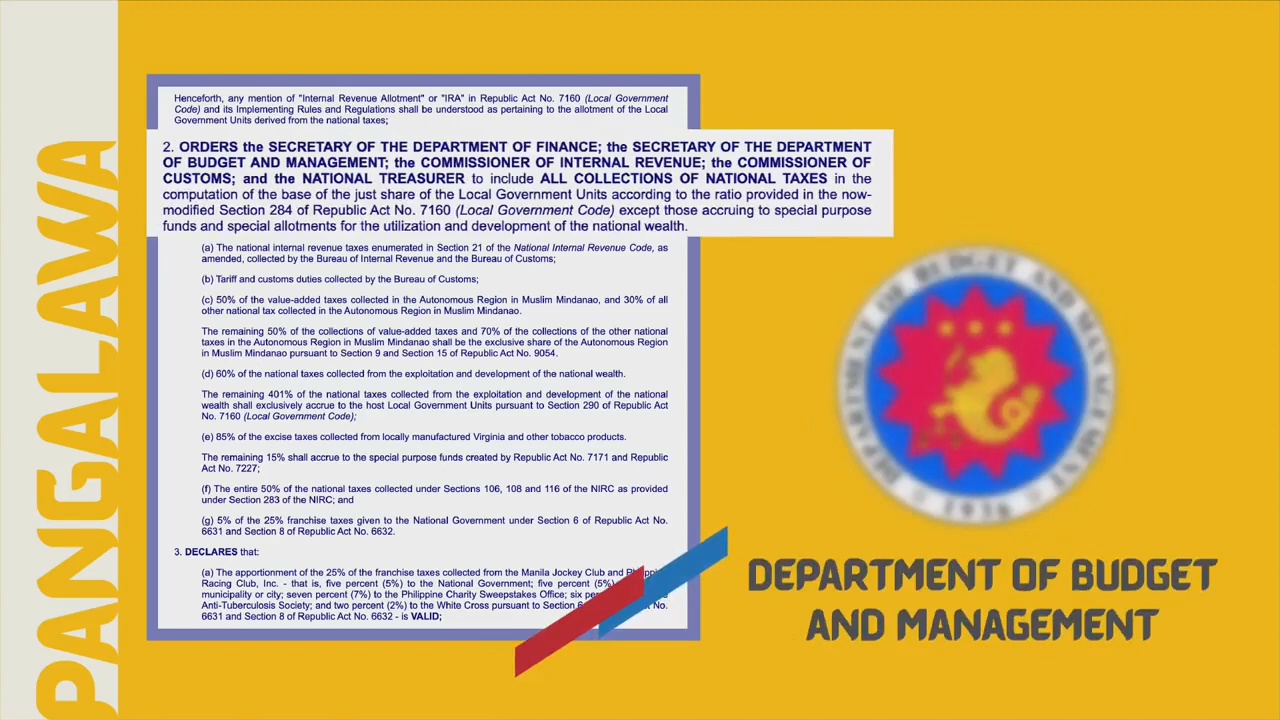 PANGALAWA
Henceforth, any mention of "Internal Revenue Allotment" or "IRA" in Republic Act No. 7160 (Local Government
Code) and its Implementing Rules and Regulations shall be understood as pertaining to the allotment of the Local
Government Units derived from the national taxes;
2. ORDERS the SECRETARY OF THE DEPARTMENT OF FINANCE; the SECRETARY OF THE DEPARTMENT
OF BUDGET AND MANAGEMENT; the COMMISSIONER OF INTERNAL REVENUE; the COMMISSIONER OF
CUSTOMS; and the NATIONAL TREASURER to include ALL COLLECTIONS OF NATIONAL TAXES in the
computation of the base of the just share of the Local Government Units according to the ratio provided in the now-
modified Section 284 of Republic Act No. 7160 (Local Government Code) except those accruing to special purpose
funds and special allotments for the utilization and development of the national wealth.
(a) The national internal revenue taxes enumerated in Section 21 of the National Internal Revenue Code, as
amended, collected by the Bureau of Internal Revenue and the Bureau of Customs;
(b) Tariff and customs duties collected by the Bureau of Customs;
(c) 50% of the value-added taxes collected in the Autonomous Region in Muslim Mindanao, and 30% of all
other national tax collected in the Autonomous Region in Muslim Mindanao.
The remaining 50% of the collections of value-added taxes and 70% of the collections of the other national
taxes in the Autonomous Region in Muslim Mindanao shall be the exclusive share of the Autonomous Region
in Muslim Mindanao pursuant to Section 9 and Section 15 of Republic Act No. 9054.
(d) 60% of the national taxes collected from the exploitation and development of the national wealth.
The remaining 401% of the national taxes collected from the exploitation and development of the national
wealth shall exclusively accrue to the host Local Government Units pursuant to Section 290 of Republic Act
No. 7160 (Local Government Code);
(e) 85% of the excise taxes collected from locally manufactured Virginia and other tobacco products.
The remaining 15% shall accrue to the special purpose funds created by Republic Act No. 7171 and Republic
Act No. 7227;
(f) The entire 50% of the national taxes collected under Sections 106, 108 and 116 of the NIRC as provided
under Section 283 of the NIRC; and
(g) 5% of the 25% franchise taxes given to the National Government under Section 6 of Republic Act No.
6631 and Section 8 of Republic Act No. 6632.
3. DECLARES that:
(a) The apportionment of the 25% of the franchise taxes collected from the Manila Jockey Club and
Racing Club, Inc. - that is, five percent (5%) to the National Government; five percent (5%)
municipality or city; seven percent (7%) to the Philippine Charity Sweepstakes Office; six
Anti-Tuberculosis Society; and two percent (2%) to the White Cross pursuant to Section No.
6631 and Section 8 of Republic Act No. 6632 - is VALID;
DEPARTMENT OF BUDGET AND MANAGEMENT
1936
DEPARTMENT OF BUDGET
AND MANAGEMENT